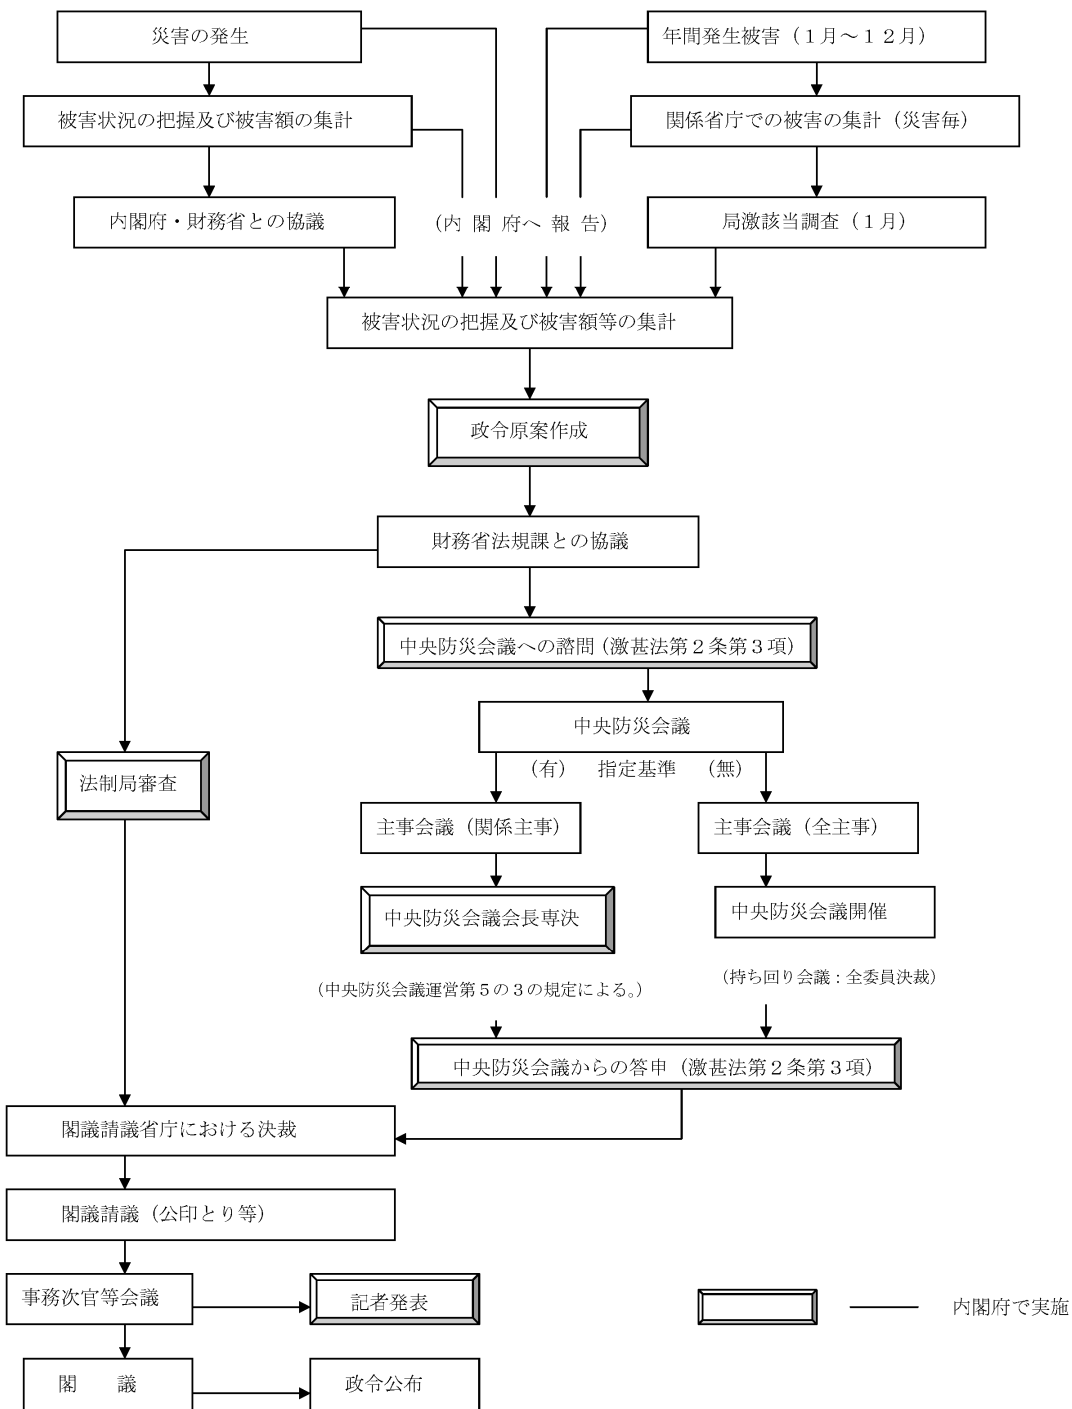 災害の発生
年間発生被害（１月～１２月）
被害状況の把握及び被害額の集計
関係省庁での被害の集計（災害毎）
内閣府・財務省との協議
（内 閣 府へ 報 告）
局激該当調査（１月）
被害状況の把握及び被害額等の集計
政令原案作成
財務省法規課との協議
中央防災会議への諮問（激甚法第２条第３項）
中央防災会議
（有）　指定基準　（無）
法制局審査
主事会議（関係主事）
主事会議（全主事）
中央防災会議会長専決
中央防災会議開催
（中央防災会議運営第５の３の規定による。）
（持ち回り会議：全委員決裁）
中央防災会議からの答申（激甚法第２条第３項）
閣議請議省庁における決裁
閣議請議（公印とり等）
事務次官等会議
記者発表
内閣府で実施
閣　　議
政令公布